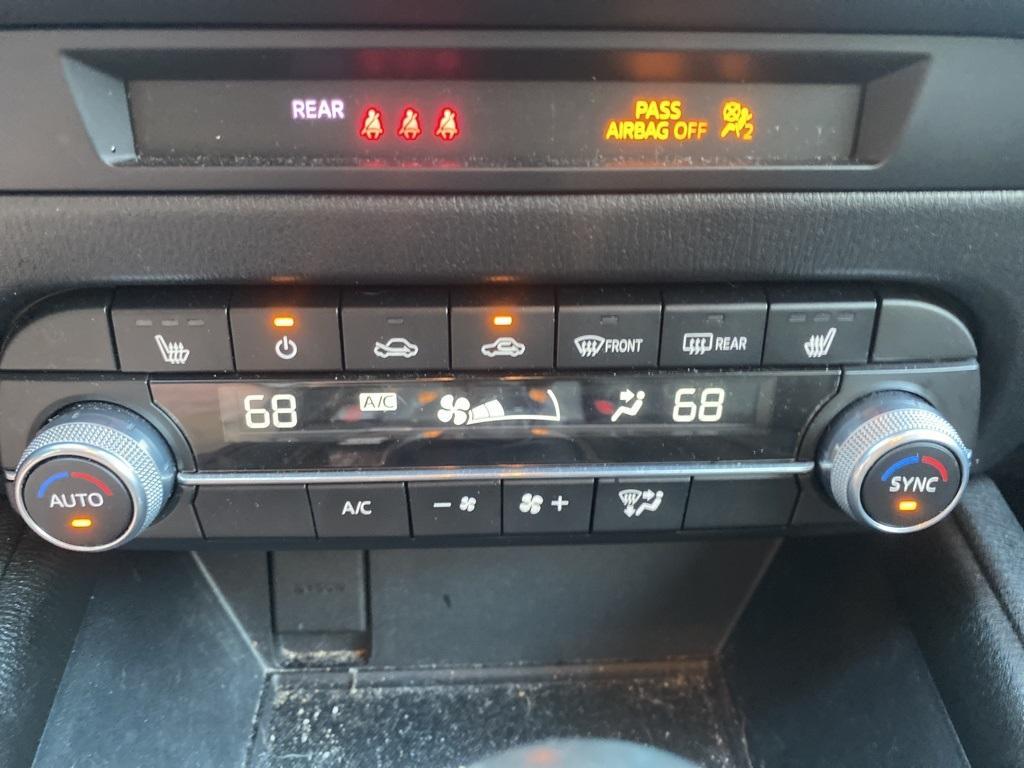 REAR
PASS
AIRBAG OFF
2
FRONT
REAR
68
A/C
68
AUTO
A/C
- +
SYNC